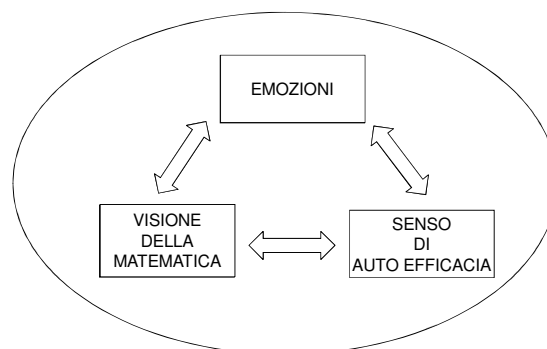 EMOZIONI
VISIONE
DELLA
MATEMATICA
SENSO
DI
AUTO EFFICACIA